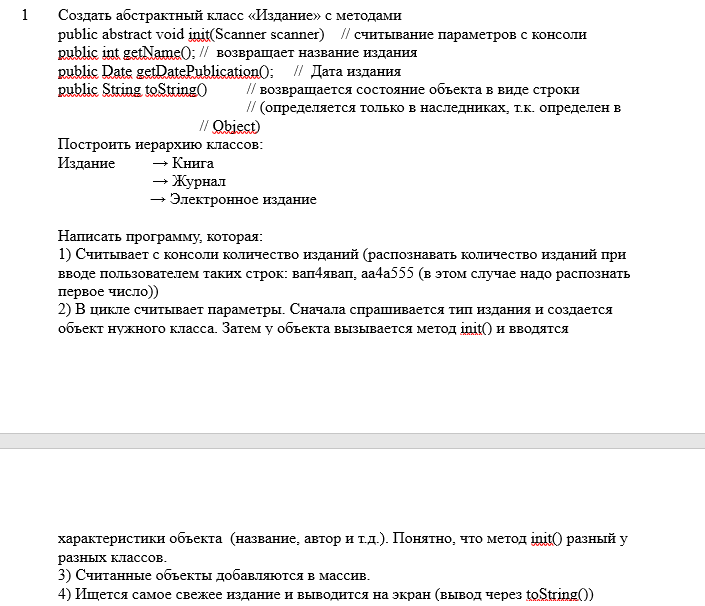 1 Создать абстрактный класс «Издание» с методами
public abstract void init(Scanner scanner) // считывание параметров с консоли
public int getName(); // возвращает название издания
public Date getDatePublication(); // Дата издания
public String toString() // возвращается состояние объекта в виде строки
// (определяется только в наследниках, т.к. определен в
// Object)
Построить иерархию классов:
Издание → Книга
→ Журнал
→ Электронное издание
Написать программу, которая:
1) Считывает с консоли количество изданий (распознавать количество изданий при
вводе пользователем таких строк: вап4явап, аа4а555 (в этом случае надо распознать
первое число))
2) В цикле считывает параметры. Сначала спрашивается тип издания и создается
объект нужного класса. Затем у объекта вызывается метод init() и вводятся
характеристики объекта (название, автор и т.д.). Понятно, что метод init() разный у
разных классов.
3) Считанные объекты добавляются в массив.
4) Ищется самое свежее издание и выводится на экран (вывод через toString())